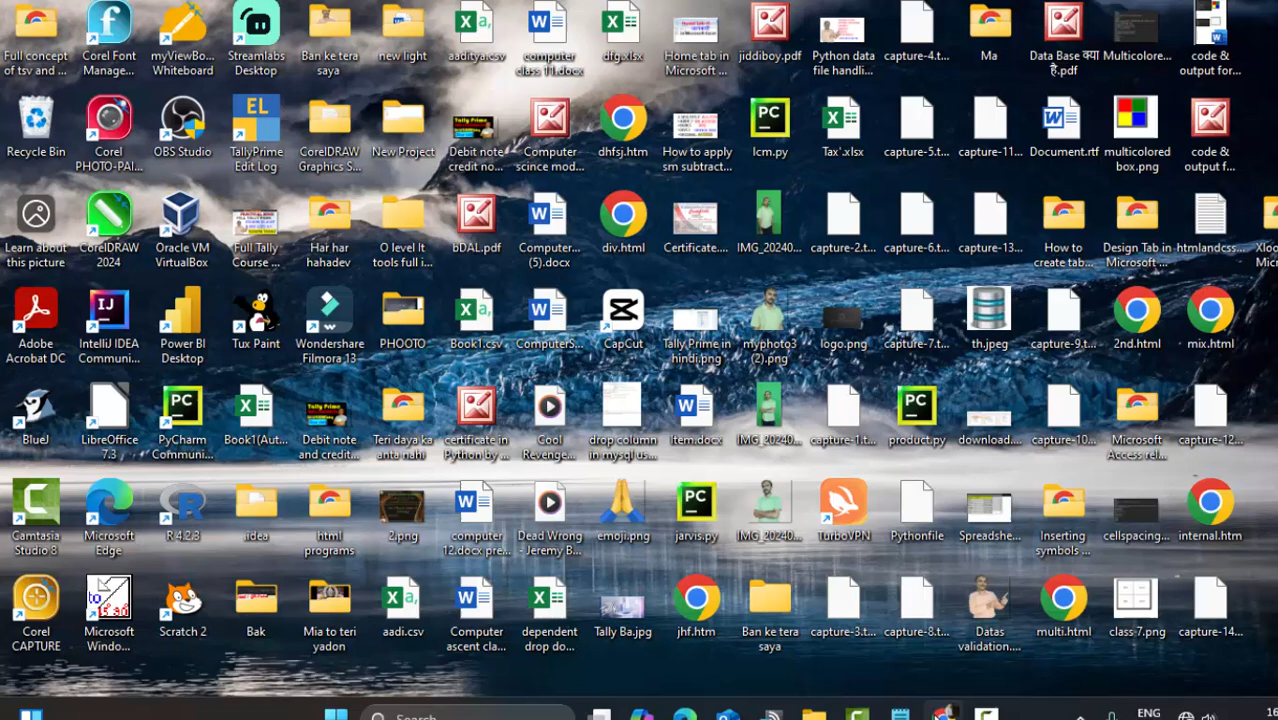 Full concept
of tsv and ...
Corel Font
Manage...
myViewBo...
Whiteboard
Streamlabs
Desktop
Ban ke tera
saya
new light
aaditya.csv
computer
class 11.docx
dfg.xlsx
Home tab in
Microsoft ...
jiddiboy.pdf
Python data
file handli...
capture-4.t...
Ma
Data Base क्या
है.pdf
Multicolore...
code &
output for...
Recycle Bin
Corel
PHOTO-PAI...
OBS Studio
TallyPrime
Edit Log
CorelDRAW
Graphics S...
New Project
Debit note
credit no...
Computer
scince mod...
dhfsj.htm
How to apply
sm subtract...
lcm.py
Tax'.xlsx
capture-5.t...
capture-11...
Document.rtf
multicolored
box.png
code &
output f...
Learn about
this picture
CorelDRAW
2024
Oracle VM
VirtualBox
Full Tally
Course ...
Har har
hahadev
O level It
tools full i...
bDAL.pdf
Computer...
(5).docx
div.html
Certificate....
IMG_20240...
capture-2.t...
capture-6.t...
capture-13...
How to
create tab...
Design Tab in
Microsoft ...
htmlandcss...
Adobe
Acrobat DC
IntelliJ IDEA
Communi...
Power BI
Desktop
Tux Paint
Wondershare
Filmora 13
PHOOTO
Book1.csv
ComputerS...
CapCut
Tally Prime in
hindi.png
myphoto3
(2).png
logo.png
capture-7.t...
th.jpeg
capture-9.t...
2nd.html
mix.html
BlueJ
LibreOffice
7.3
PyCharm
Communi...
Book1(Aut...
Debit note
and credit...
Teri daya ka
anta nahi
certificate in
Python by ...
Cool
Revenge...
drop column
in mysql us...
Item.docx
IMG_20240...
capture-1.t...
product.py
download....
capture-10...
Microsoft
Access rel...
capture-12...
Camtasia
Studio 8
Microsoft
Edge
R 4.2.3
.idea
html
programs
2.png
computer
12.docx pre...
Dead Wrong
- Jeremy B...
emoji.png
jarvis.py
IMG_20240...
TurboVPN
Pythonfile
Spreadshe...
Inserting
symbols ...
cellspacing...
internal.htm
Corel
CAPTURE
Microsoft
Windo...
Scratch 2
Bak
Mia to teri
yadon
aadi.csv
Computer
ascent cla...
dependent
drop do...
Tally Ba.jpg
jhf.htm
Ban ke tera
saya
capture-3.t...
capture-8.t...
Datas
validation....
multi.html
class 7.png
capture-14...
Search
ENG